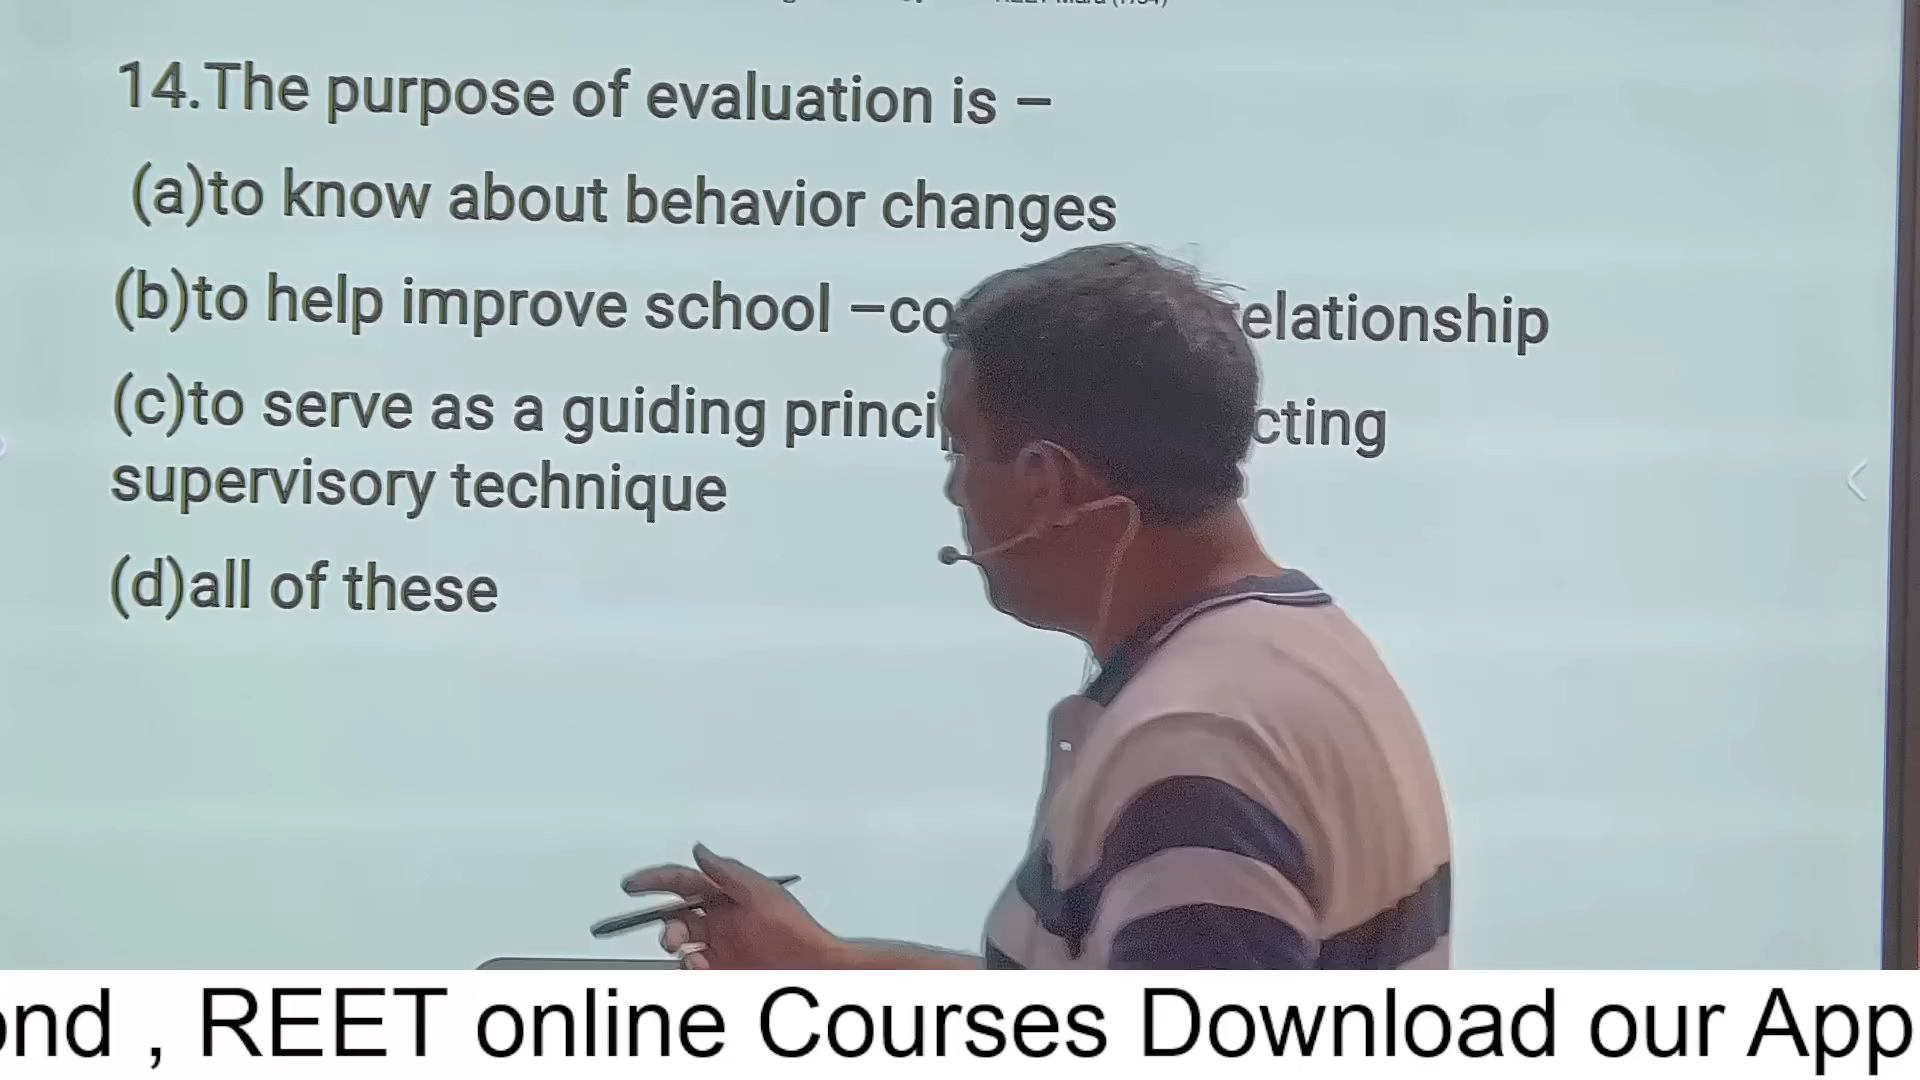 14.The purpose of evaluation is –
(a)to know about behavior changes
(b)to help improve school –co elationship
(c)to serve as a guiding princi cting
supervisory technique
(d)all of these
ond , REET online Courses Download our App